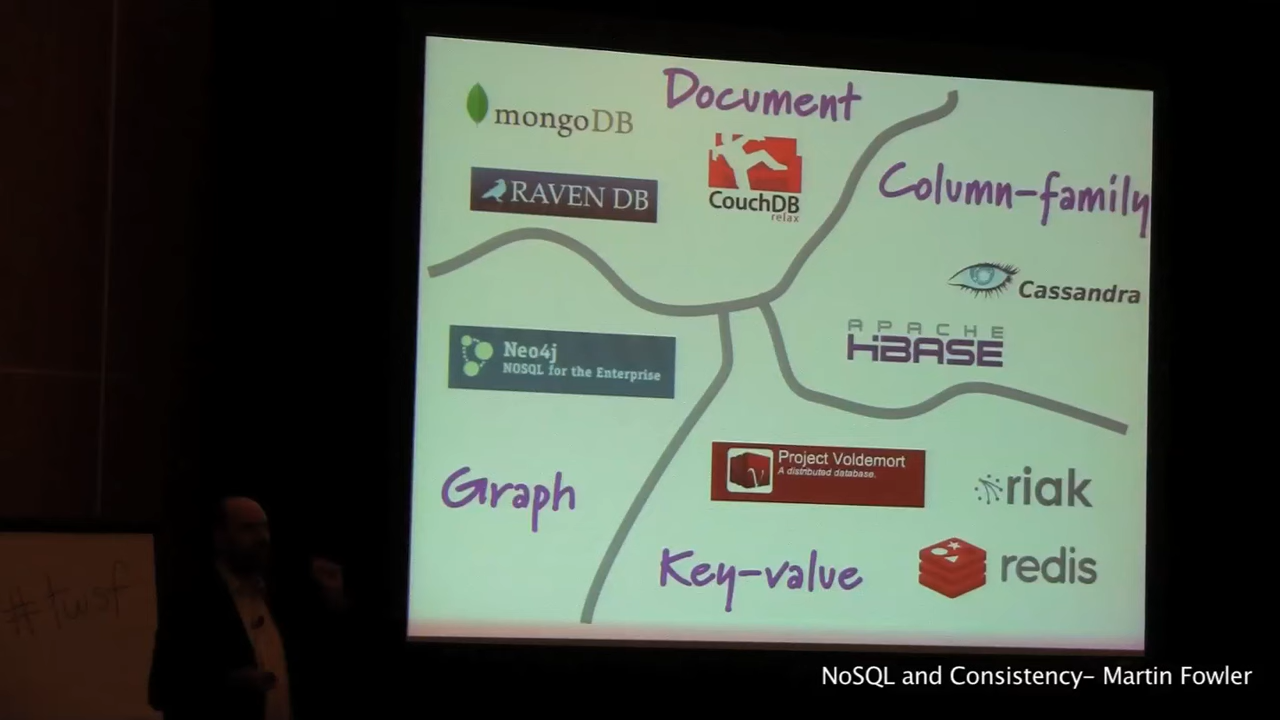 Document
mongoDB
RAVEN DB
CouchDB
relax
Column-family
Cassandra
APACHE
HBASE
Neo4j
NOSQL for the Enterprise
Graph
Project Voldemort
A distributed database.
riak
Key-value
redis
#twsf
NoSQL and Consistency– Martin Fowler